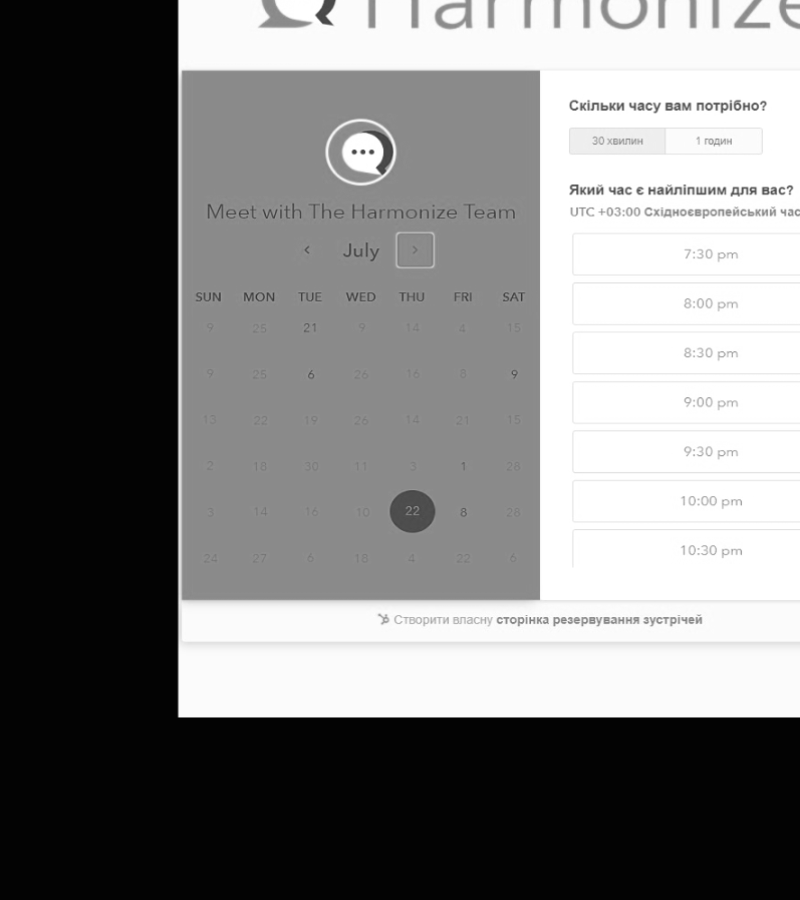 Harmonize
Meet with The Harmonize Team
July
SUN MON TUE WED THU FRI SAT
9 25 21 9 14 4 15
9 25 6 26 16 8 9
13 22 19 26 14 21 15
2 18 30 11 3 1 28
3 14 16 10 22 8 28
24 27 6 18 4 22 6
Скільки часу вам потрібно?
30 хвилин 1 годин
Який час є найліпшим для вас?
UTC +03:00 Східноєвропейський час
7:30 pm
8:00 pm
8:30 pm
9:00 pm
9:30 pm
10:00 pm
10:30 pm
Створити власну сторінка резервування зустрічей